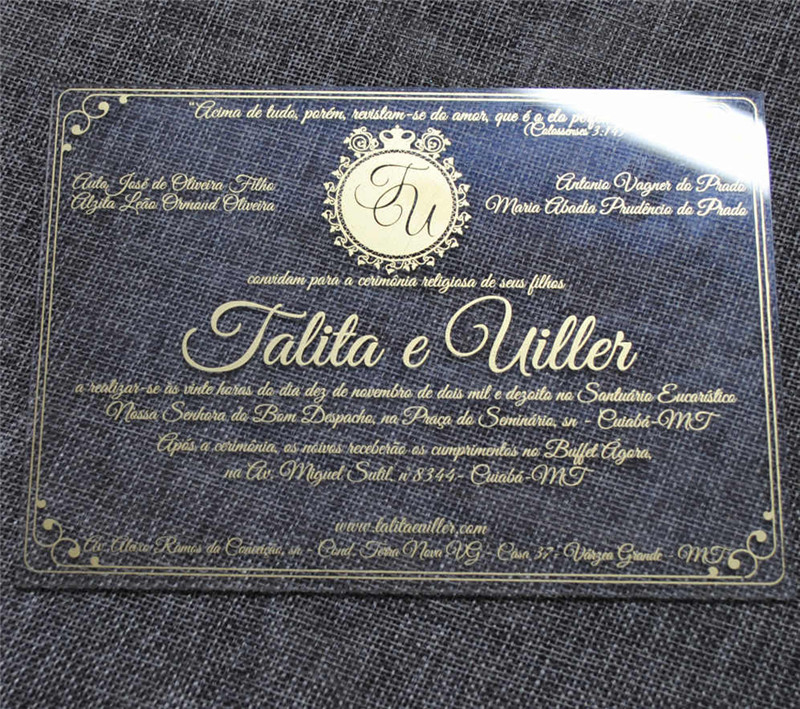 "Acima de tudo, porém, revistam-se do amor, que é o elo
(Colossenses 3:14)
TU
Auto José de Oliveira Filho
Alzita Leão Ormond Oliveira
Antonio Vagner do Prado
Maria Abadia Prudêncio do Prado
convidam para a cerimônia religiosa de seus filhos
Talita e Uiller
a realizar-se às vinte horas do dia dez de novembro de dois mil e dezoito no Santuário Eucarístico
Nossa Senhora do Bom Despacho, na Praça do Seminário, sn - Cuiabá-MT
Após a cerimônia, os noivos receberão os cumprimentos no Buffet Ágora,
na Av. Miguel Sutil, nº 8344- Cuiabá-MT
www.talitaeuiller.com
Av. Alaxo Ramos da Conceição, sn - Cond. Terra Nova VG - Casa 37 - Várzea Grande MT